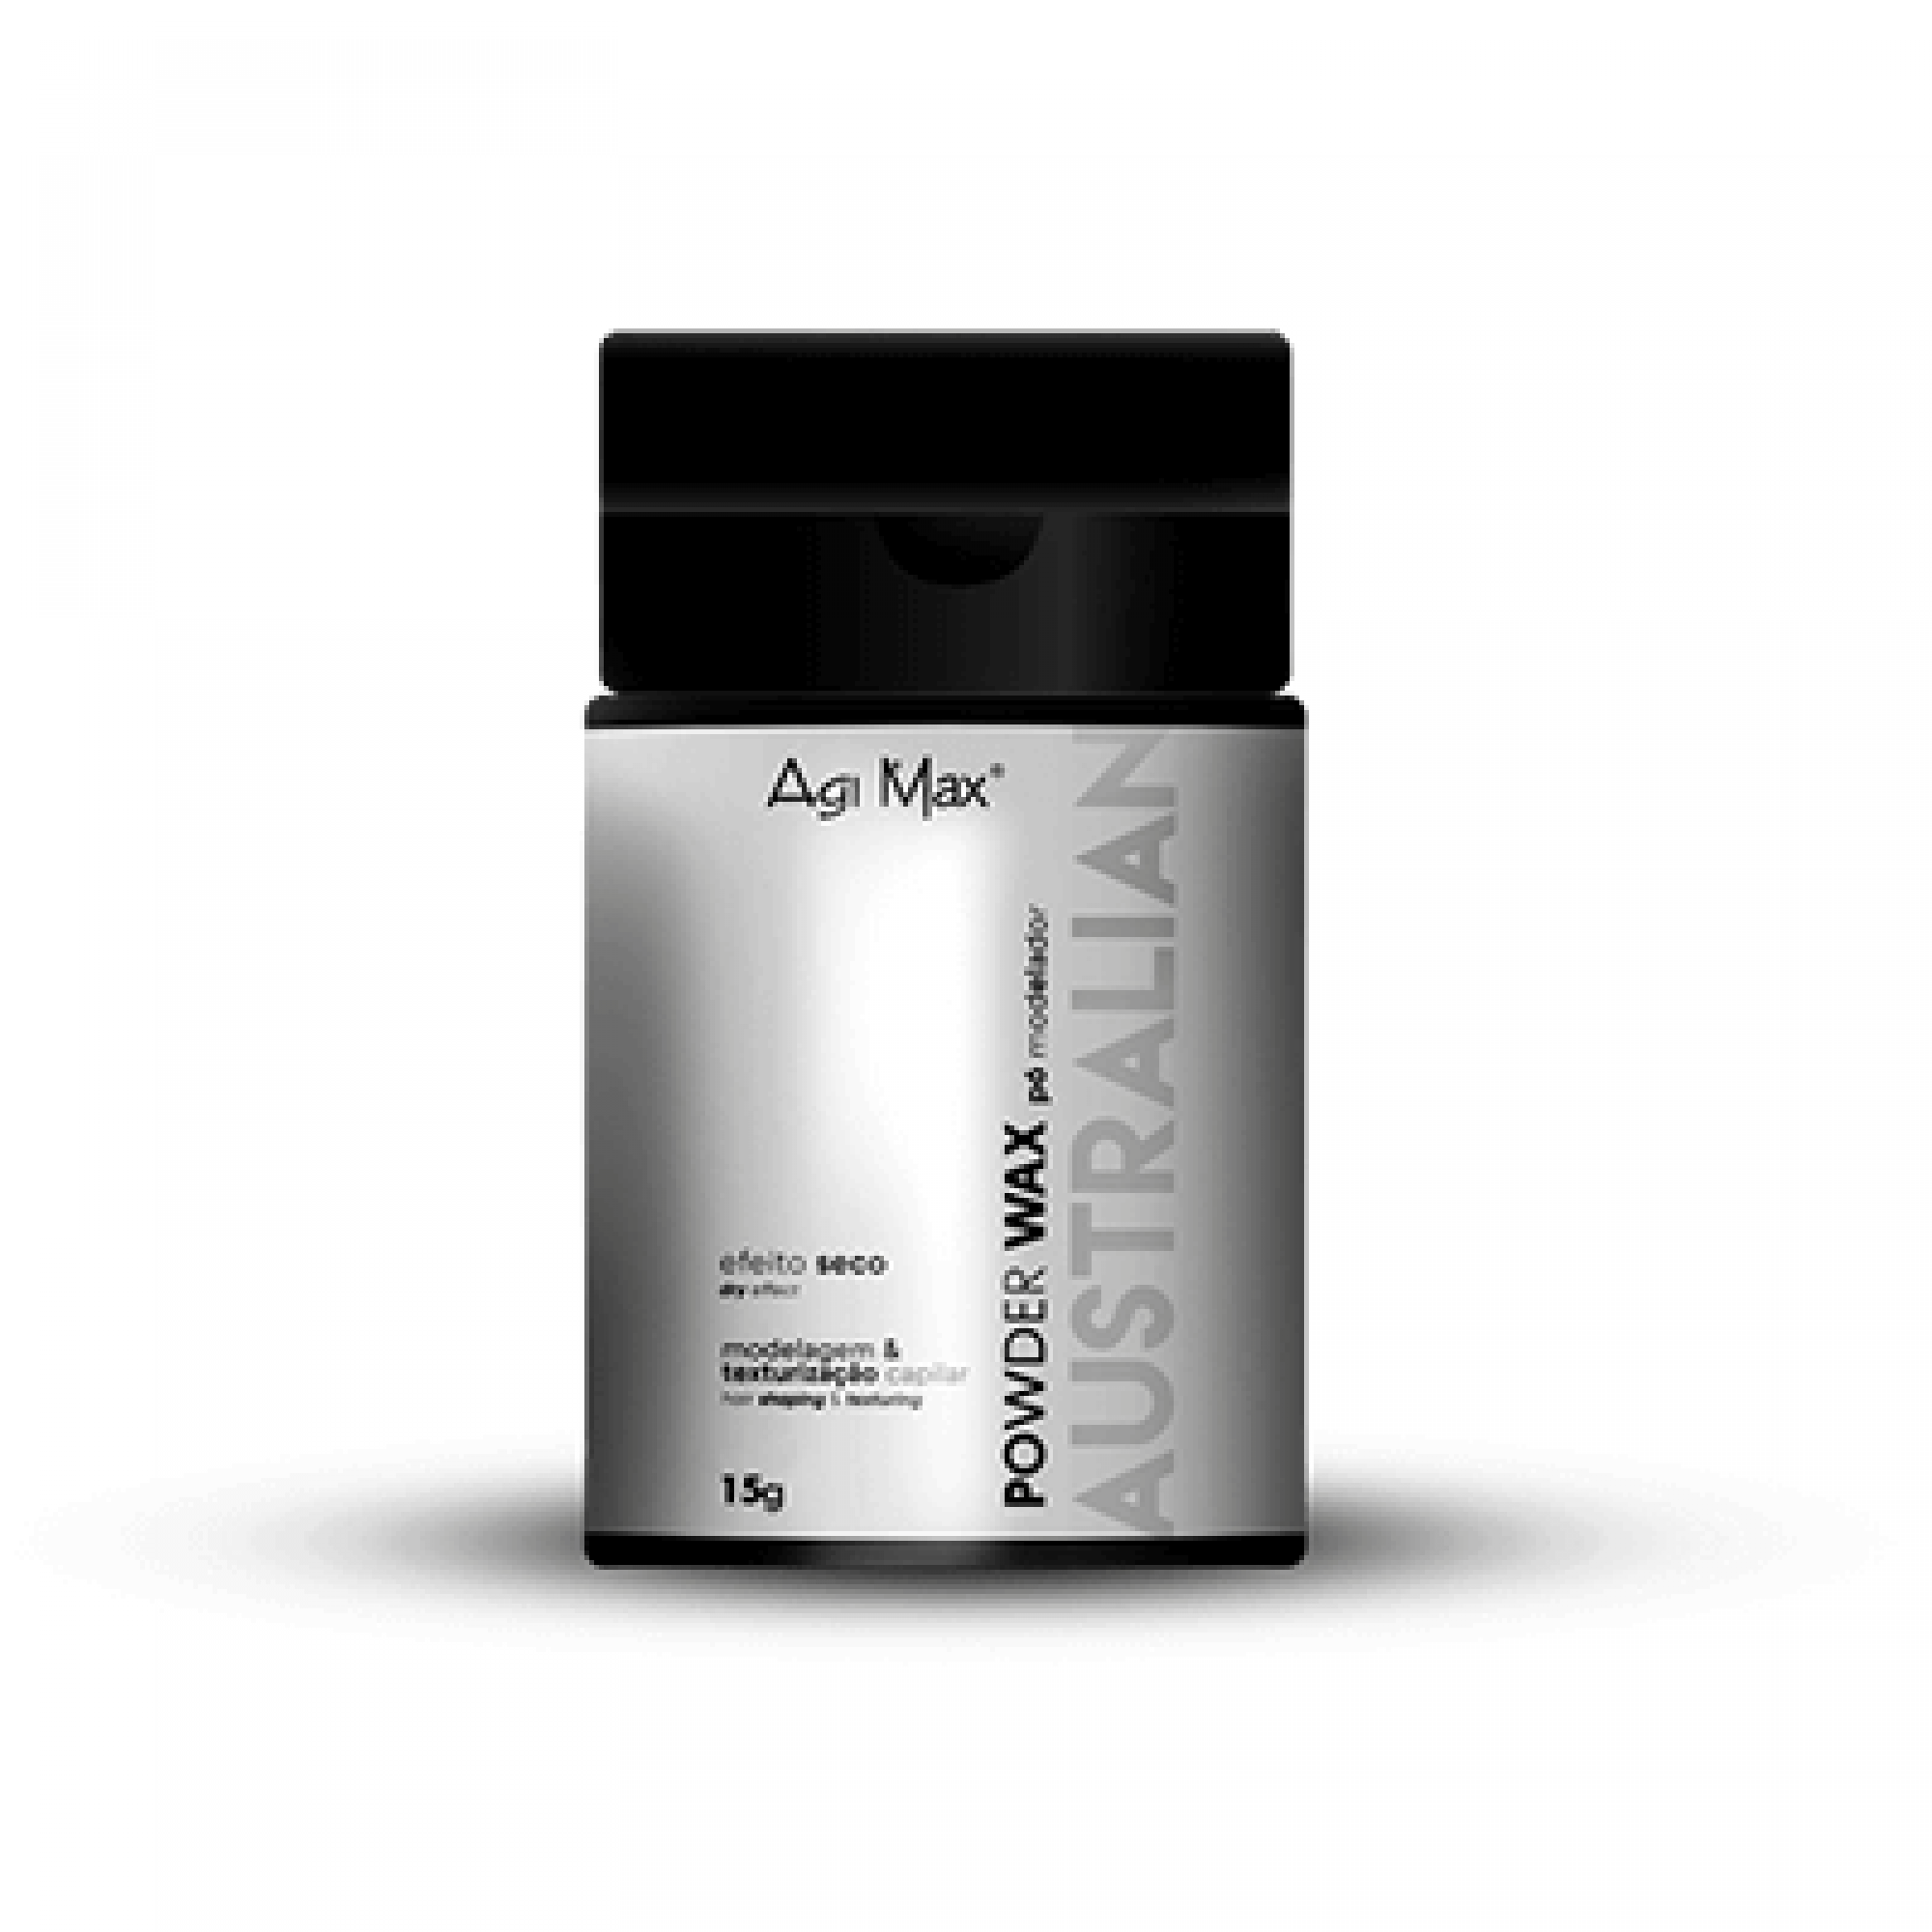 Agi Max®
efeito seco
dry effect
modelagem &
texturização capilar
hair shaping & texturing
15g
POWDER WAX pó modelador
AUSTRALIAN